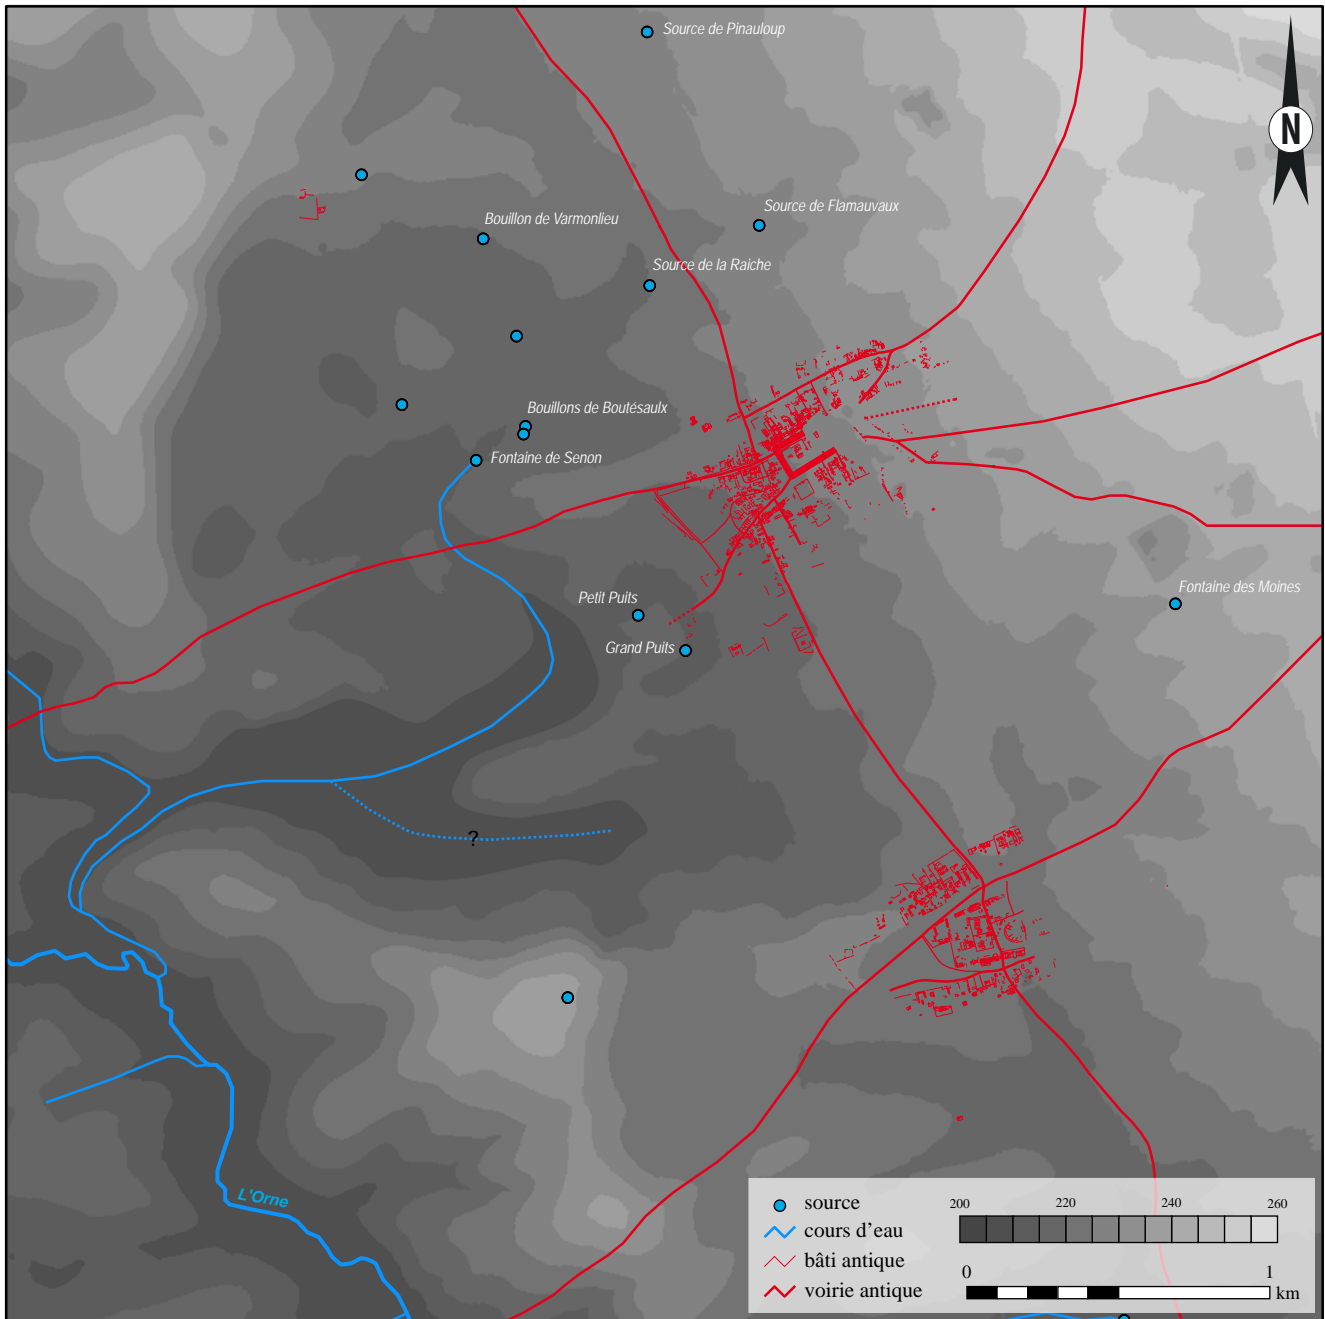 Source de Pinauloup
N
Source de Flamauvaux
Bouillon de Varmonlieu
Source de la Raiche
Bouillons de Boutésaulx
Fontaine de Senon
Fontaine des Moines
Petit Puits
Grand Puits
?
L'Orne
source
cours d'eau
bâti antique
voirie antique
200 220 240 260
0 1
km